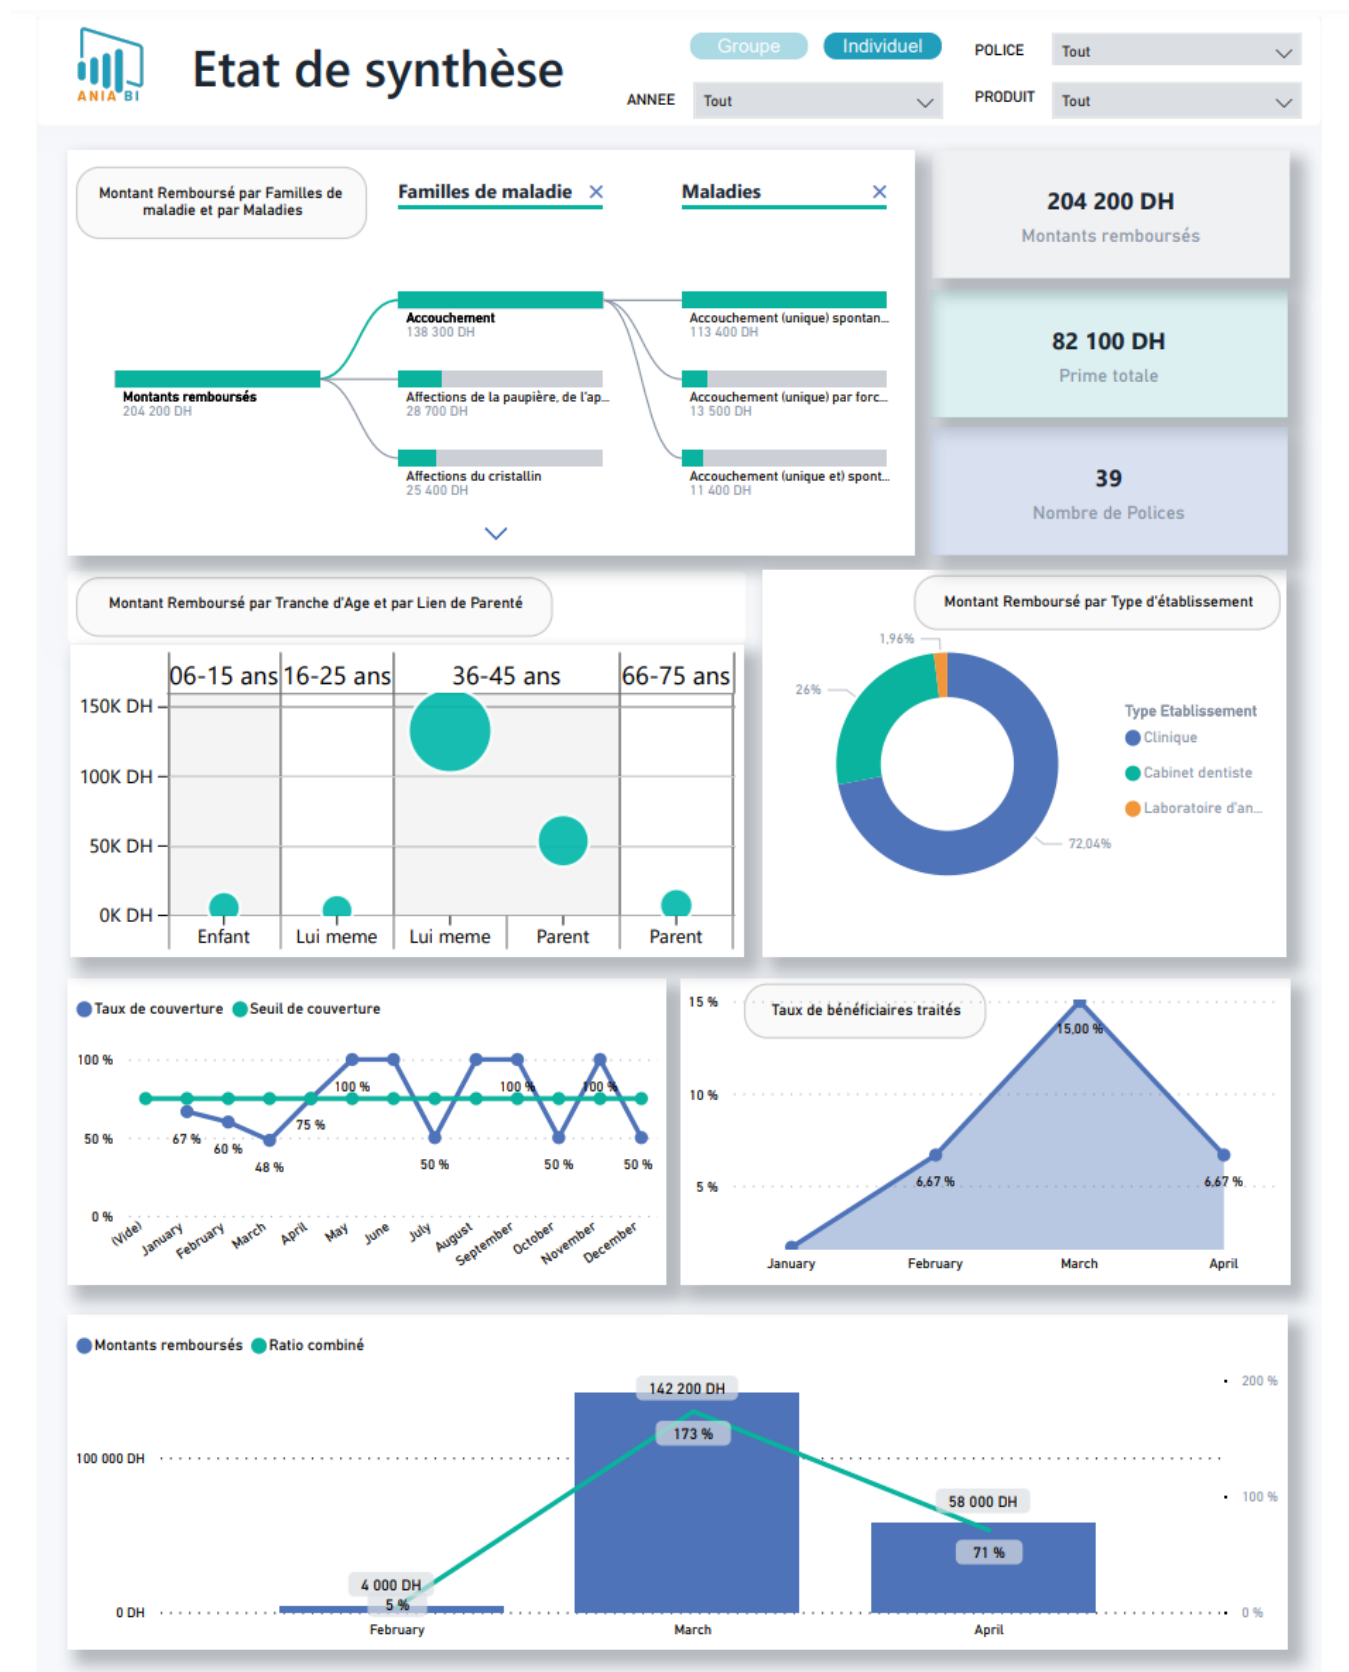 ANIA BI
Etat de synthèse
Groupe
Individuel
POLICE
Tout
ANNEE
Tout
PRODUIT
Tout
Montant Remboursé par Familles de
maladie et par Maladies
Familles de maladie
Maladies
Montants remboursés
204 200 DH
Accouchement
138 300 DH
Affections de la paupière, de l'ap...
28 700 DH
Affections du cristallin
25 400 DH
Accouchement (unique) spontan...
113 400 DH
Accouchement (unique) par forc...
13 500 DH
Accouchement (unique et) spont...
11 400 DH
204 200 DH
Montants remboursés
82 100 DH
Prime totale
39
Nombre de Polices
Montant Remboursé par Tranche d'Age et par Lien de Parenté
06-15 ans
16-25 ans
36-45 ans
66-75 ans
150K DH
100K DH
50K DH
0K DH
Enfant
Lui meme
Lui meme
Parent
Parent
Montant Remboursé par Type d'établissement
1,96%
26%
72,04%
Type Etablissement
Clinique
Cabinet dentiste
Laboratoire d'an...
Taux de couverture
Seuil de couverture
100 %
50 %
0 %
67 %
60 %
48 %
75 %
100 %
50 %
100 %
50 %
100 %
50 %
(Vide)
January
February
March
April
May
June
July
August
September
October
November
December
Taux de bénéficiaires traités
15 %
10 %
5 %
6,67 %
15,00 %
6,67 %
January
February
March
April
Montants remboursés
Ratio combiné
100 000 DH
0 DH
4 000 DH
5 %
142 200 DH
173 %
58 000 DH
71 %
200 %
100 %
0 %
February
March
April